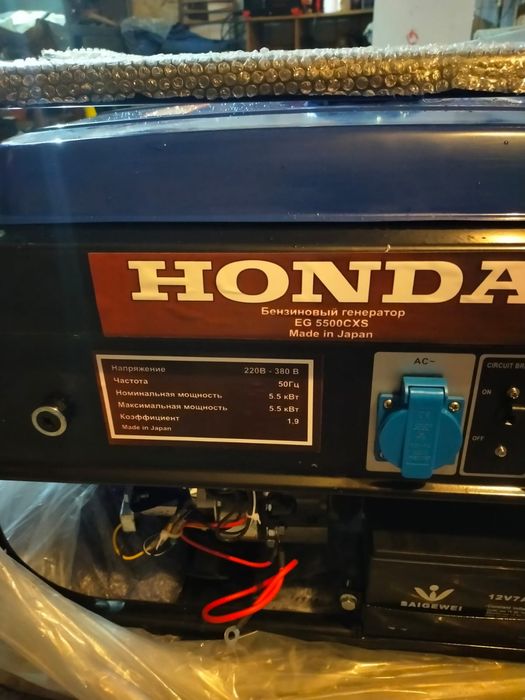 HONDA
Бензиновый генератор
EG 5500CXS
Made in Japan
Напряжение 220В - 380 В
Частота 50Гц
Номинальная мощность 5.5 кВт
Максимальная мощность 5.5 кВт
Коэффициент 1.9
Made in Japan
AC~
CIRCUIT BR
ON
OFF
SAIGEWEI
12V7A